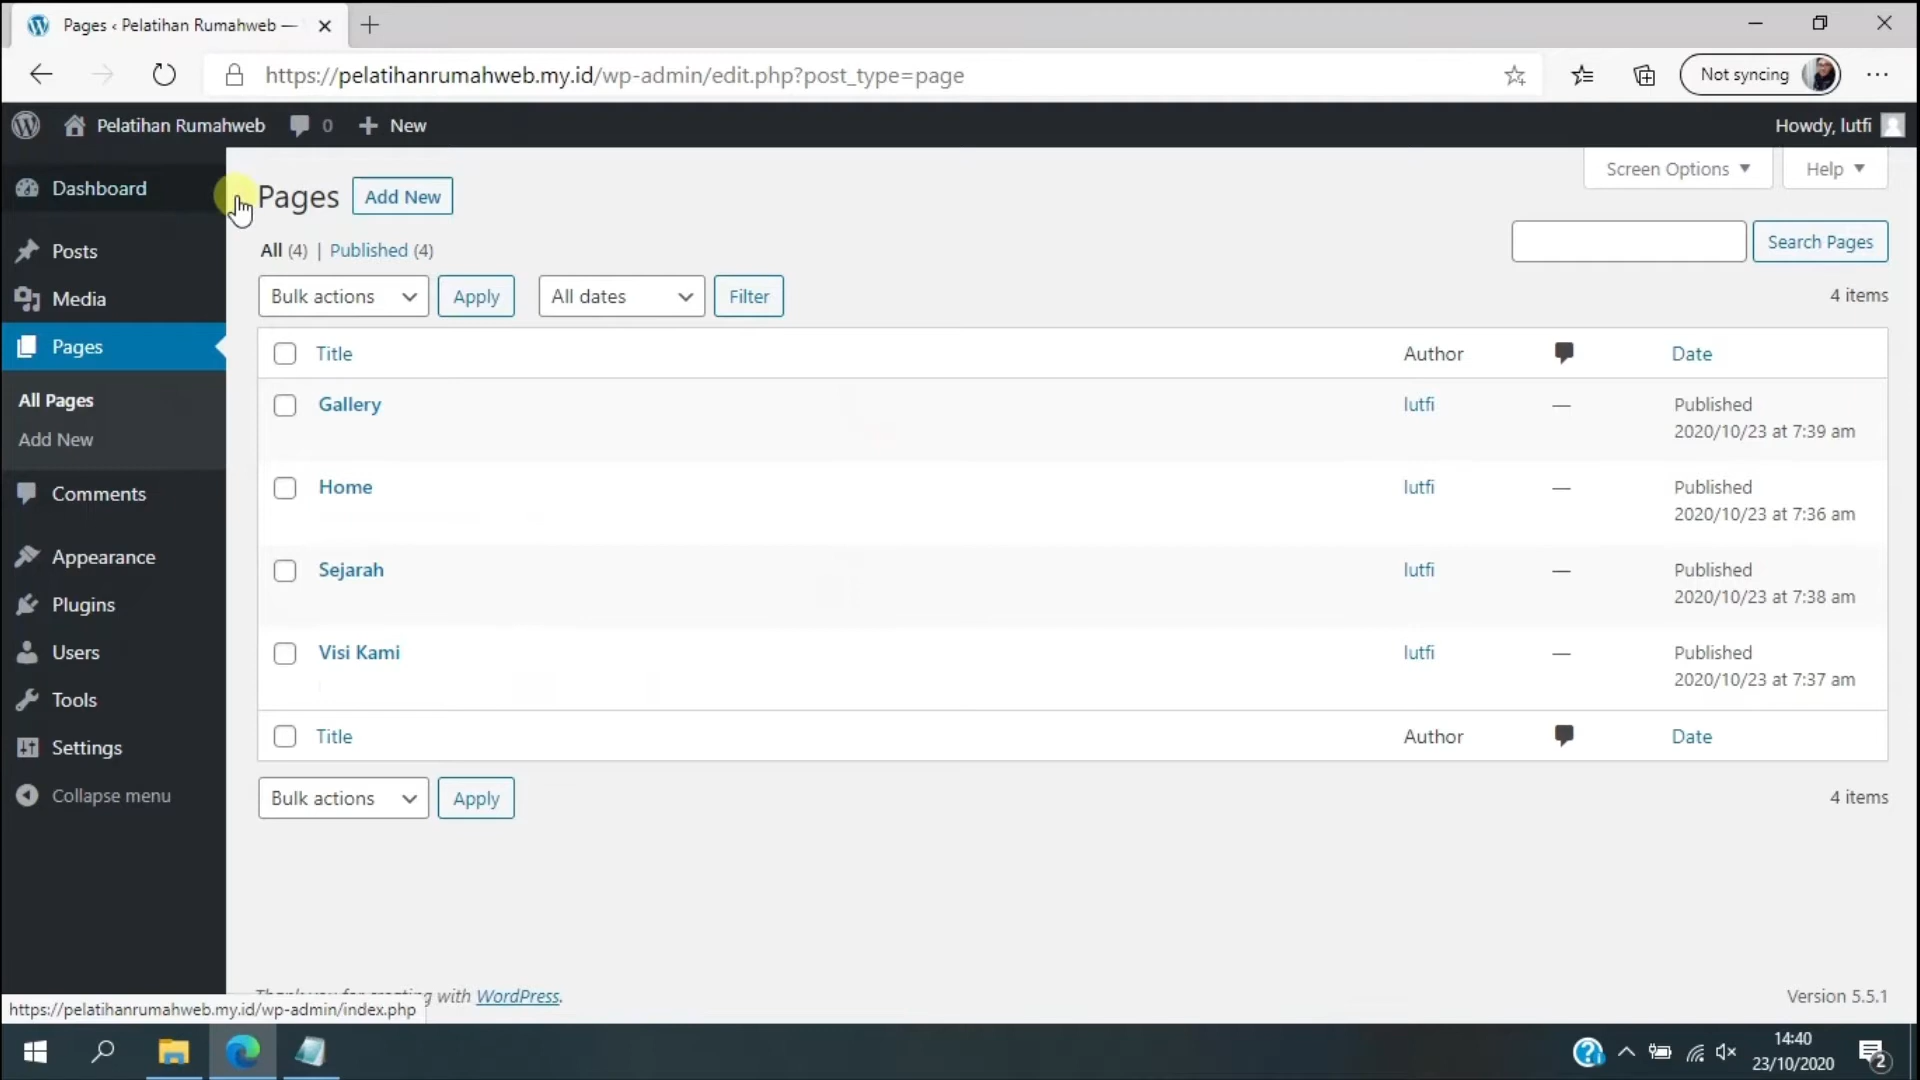 Pages ‹ Pelatihan Rumahweb —
https://pelatihanrumahweb.my.id/wp-admin/edit.php?post_type=page
Not syncing
Pelatihan Rumahweb 0 New
Howdy, lutfi
Dashboard
Posts
Media
Pages
All Pages
Add New
Comments
Appearance
Plugins
Users
Tools
Settings
Collapse menu
Screen Options Help
Pages Add New
All (4) | Published (4)
Search Pages
Bulk actions Apply All dates Filter
4 items
Title Author Date
Gallery lutfi — Published
2020/10/23 at 7:39 am
Home lutfi — Published
2020/10/23 at 7:36 am
Sejarah lutfi — Published
2020/10/23 at 7:38 am
Visi Kami lutfi — Published
2020/10/23 at 7:37 am
Title Author Date
Bulk actions Apply
4 items
with WordPress.
Version 5.5.1
https://pelatihanrumahweb.my.id/wp-admin/index.php
14:40
23/10/2020
2